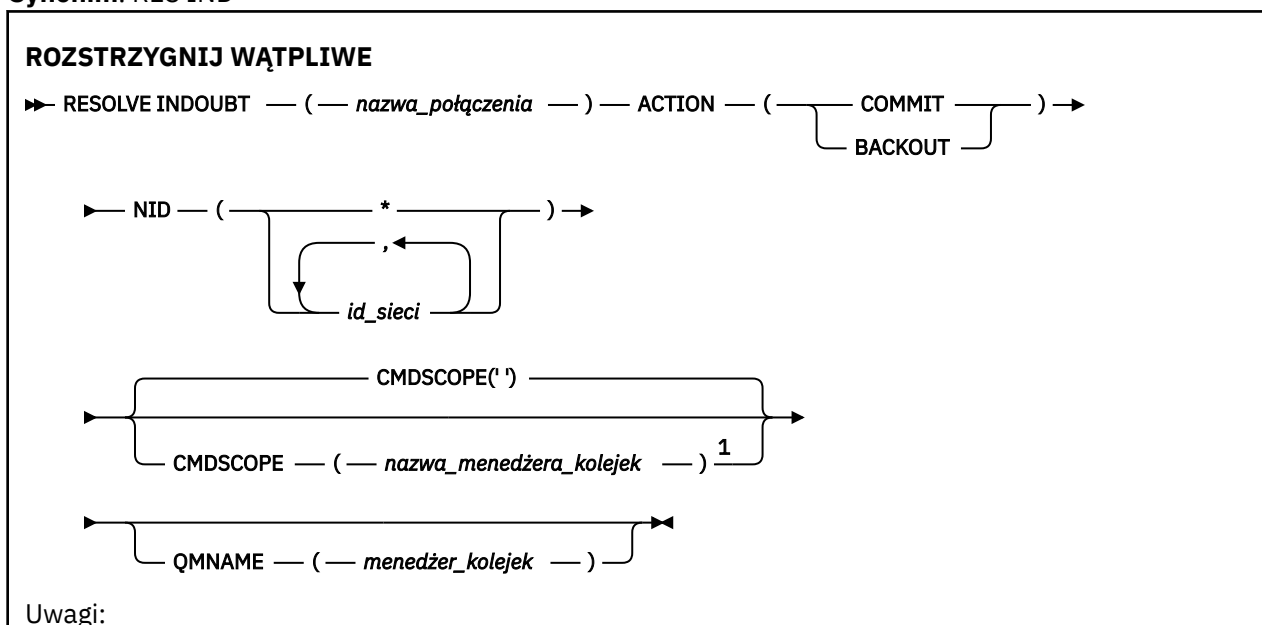 Synonim: RES IND
ROZSTRZYGNIJ WĄTPLIWE
RESOLVE INDOUBT ( nazwa_połączenia ) ACTION ( COMMIT )
BACKOUT
NID ( * )
,
id_sieci
CMDSCOPE(' ')
CMDSCOPE ( nazwa_menedżera_kolejek ) 1
QMNAME ( menedżer_kolejek )
Uwagi: